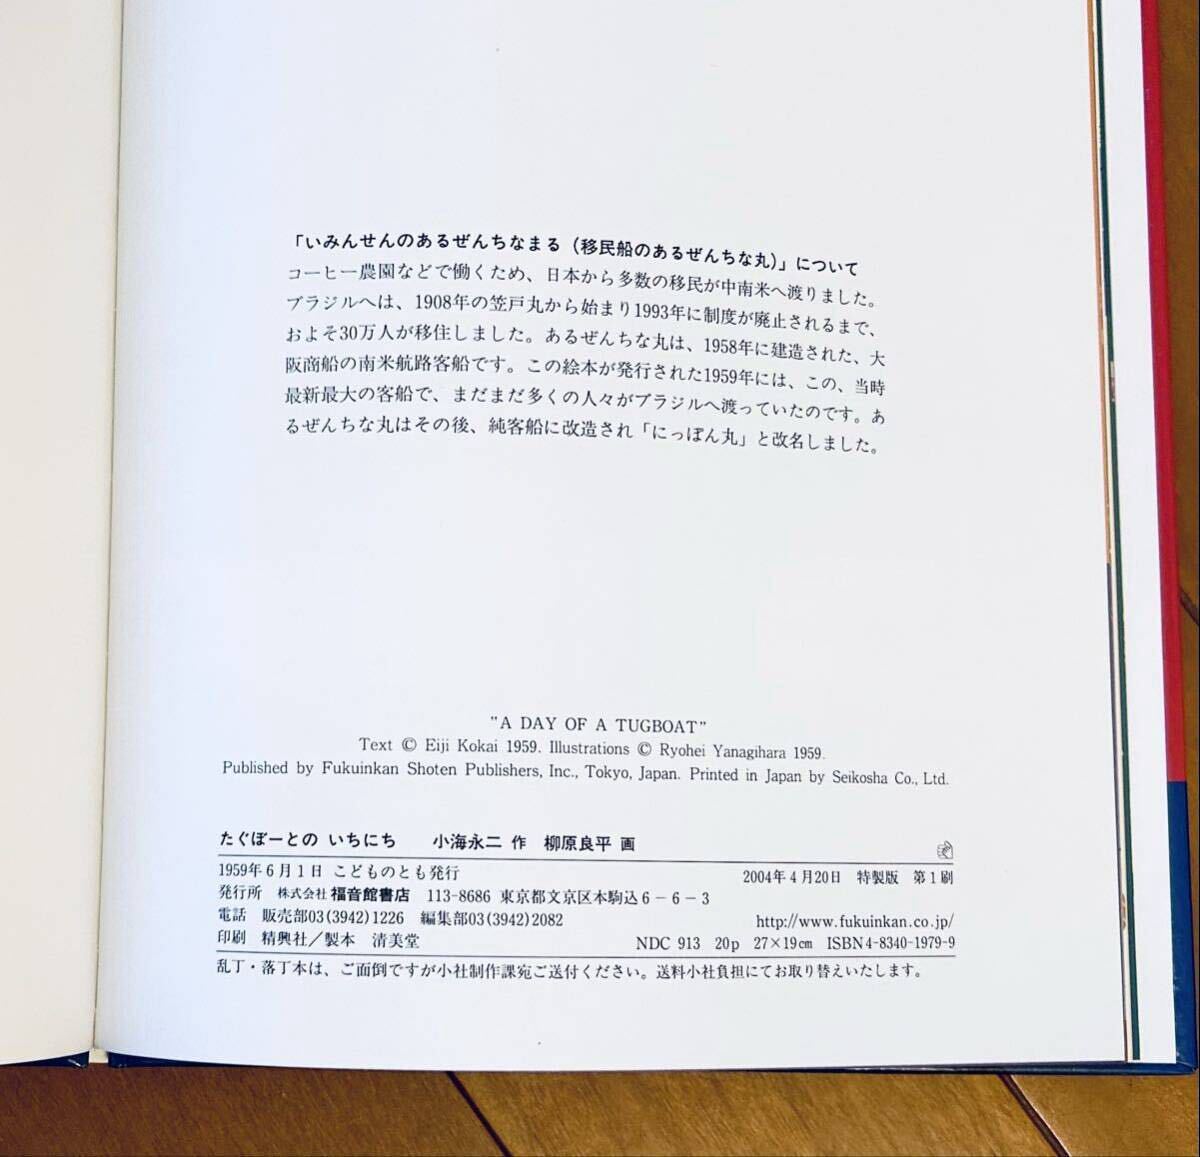 「いみんせんのあるぜんちなまる(移民船のあるぜんちな丸)」について
コーヒー農園などで働くため、日本から多数の移民が中南米へ渡りました。
ブラジルへは、1908年の笠戸丸から始まり1993年に制度が廃止されるまで、
およそ30万人が移住しました。あるぜんちな丸は、1958年に建造された、大
阪商船の南米航路客船です。この絵本が発行された1959年には、この、当時
最新最大の客船で、まだまだ多くの人々がブラジルへ渡っていたのです。あ
るぜんちな丸はその後、純客船に改造され「にっぽん丸」と改名しました。
"A DAY OF A TUGBOAT"
Text © Eiji Kokai 1959. Illustrations © Ryohei Yanagihara 1959.
Published by Fukuinkan Shoten Publishers, Inc., Tokyo, Japan. Printed in Japan by Seikosha Co., Ltd.
たぐぼーとの いちにち 小海永二 作 柳原良平 画
1959年6月1日 こどものとも発行 2004年4月20日 特製版 第1刷
発行所 株式会社 福音館書店 113-8686 東京都文京区本駒込6-6-3
電話 販売部03(3942)1226 編集部03(3942)2082 http://www.fukuinkan.co.jp/
印刷 精興社/製本 清美堂 NDC 913 20p 27×19cm ISBN4-8340-1979-9
乱丁・落丁本は、ご面倒ですが小社制作課宛ご送付ください。送料小社負担にてお取り替えいたします。